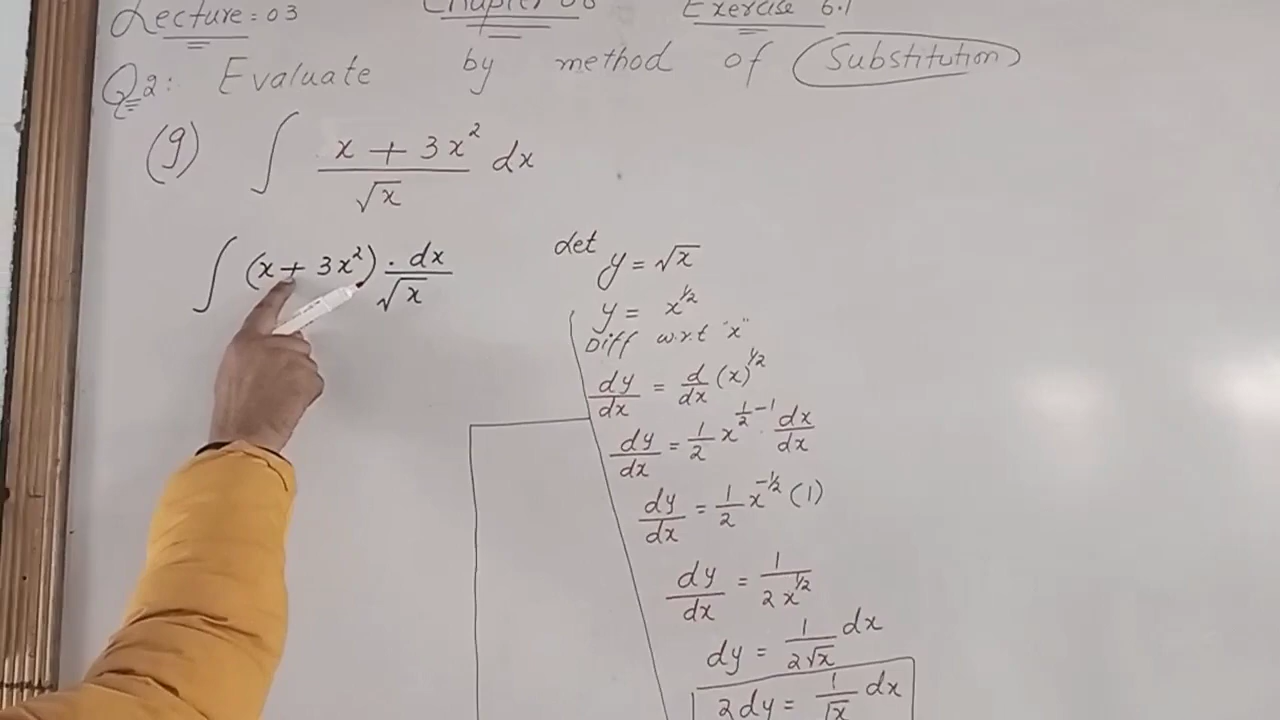 Lecture: 03 Chapter 06 Exercise 6.1
Q2: Evaluate by method of Substitution
(g) ∫ (x + 3x²)/√x dx
∫ (x + 3x²) · dx/√x
Let y = √x
y = x^1/2
Diff w.r.t "x"
dy/dx = d/dx (x)^1/2
dy/dx = 1/2 x^(1/2 - 1) · dx/dx
dy/dx = 1/2 x^-1/2 (1)
dy/dx = 1/(2x^1/2)
dy = 1/(2√x) dx
2dy = 1/√x dx